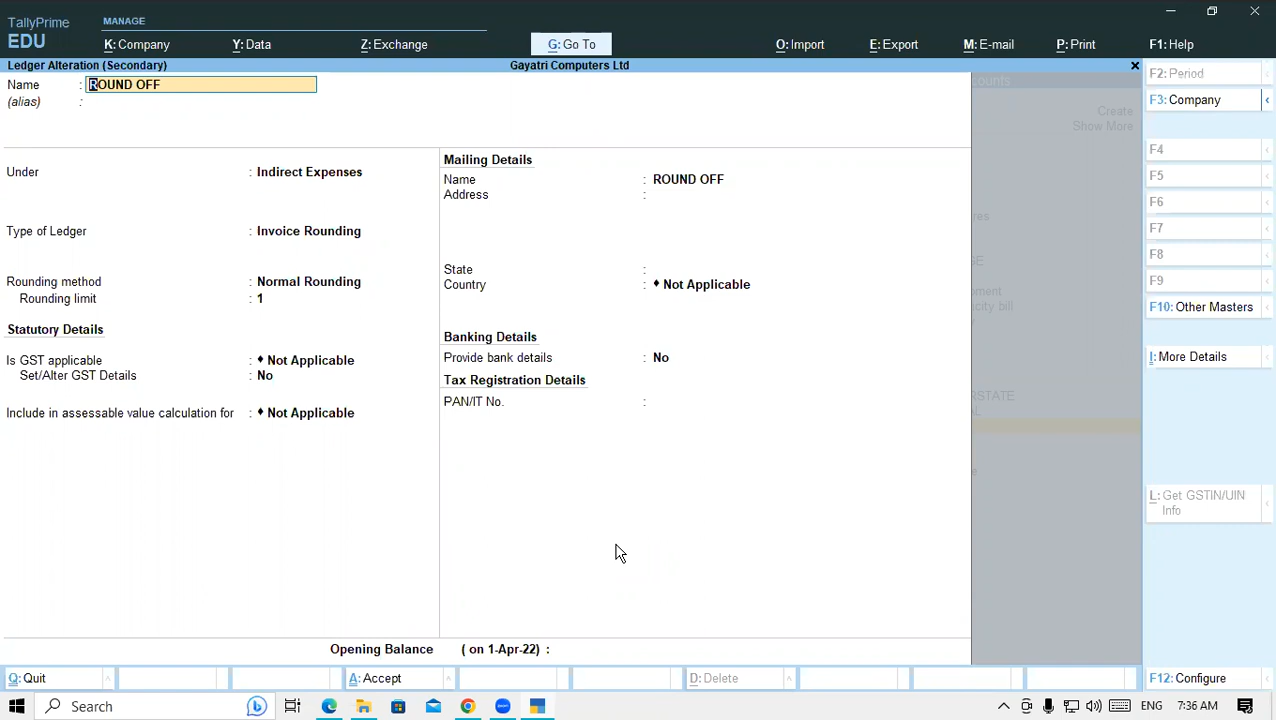 TallyPrime
EDU
MANAGE
K: Company
Y: Data
Z: Exchange
G: Go To
O: Import
E: Export
M: E-mail
P: Print
F1: Help
Ledger Alteration (Secondary)
Gayatri Computers Ltd
Name : ROUND OFF
(alias) :
Under : Indirect Expenses
Type of Ledger : Invoice Rounding
Rounding method : Normal Rounding
Rounding limit : 1
Statutory Details
Is GST applicable : ♦ Not Applicable
Set/Alter GST Details : No
Include in assessable value calculation for : ♦ Not Applicable
Mailing Details
Name : ROUND OFF
Address :
State :
Country : ♦ Not Applicable
Banking Details
Provide bank details : No
Tax Registration Details
PAN/IT No. :
Opening Balance ( on 1-Apr-22) :
Create
Show More
F2: Period
F3: Company
F4
F5
F6
F7
F8
F9
F10: Other Masters
I: More Details
L: Get GSTIN/UIN
Info
F12: Configure
Q: Quit
A: Accept
D: Delete
Search
ENG
7:36 AM